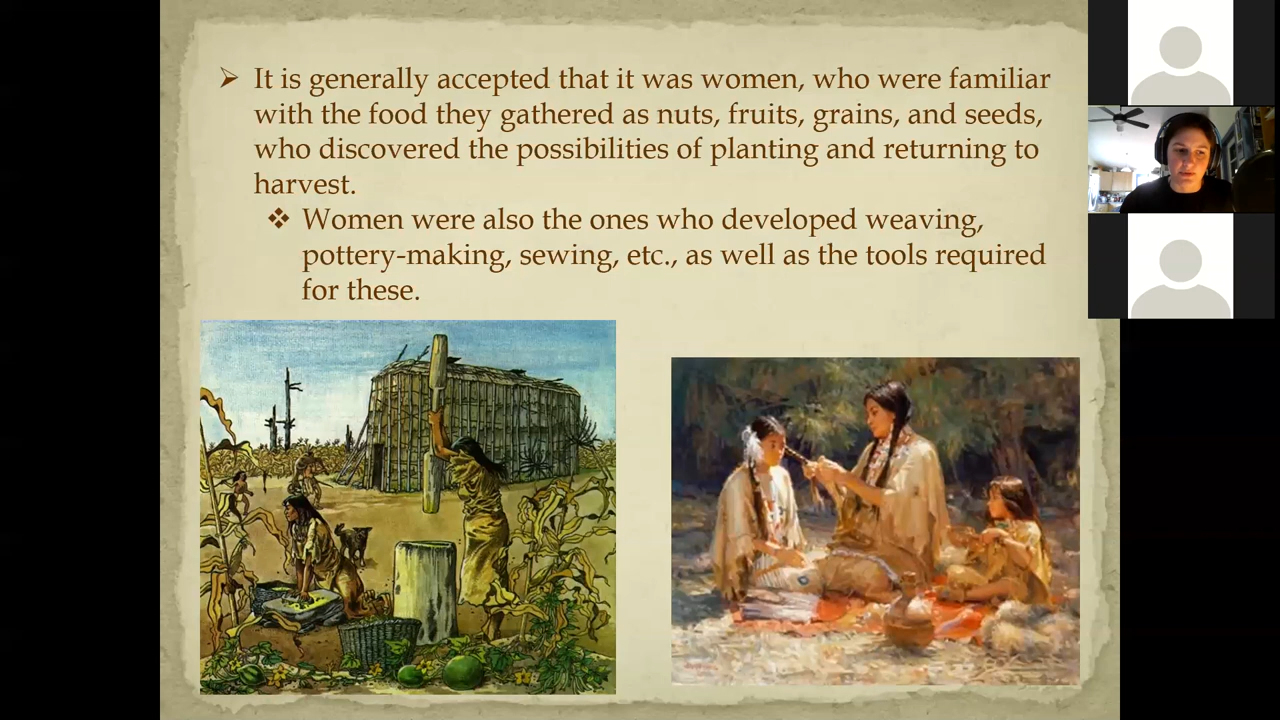 It is generally accepted that it was women, who were familiar
with the food they gathered as nuts, fruits, grains, and seeds,
who discovered the possibilities of planting and returning to
harvest.
Women were also the ones who developed weaving,
pottery-making, sewing, etc., as well as the tools required
for these.